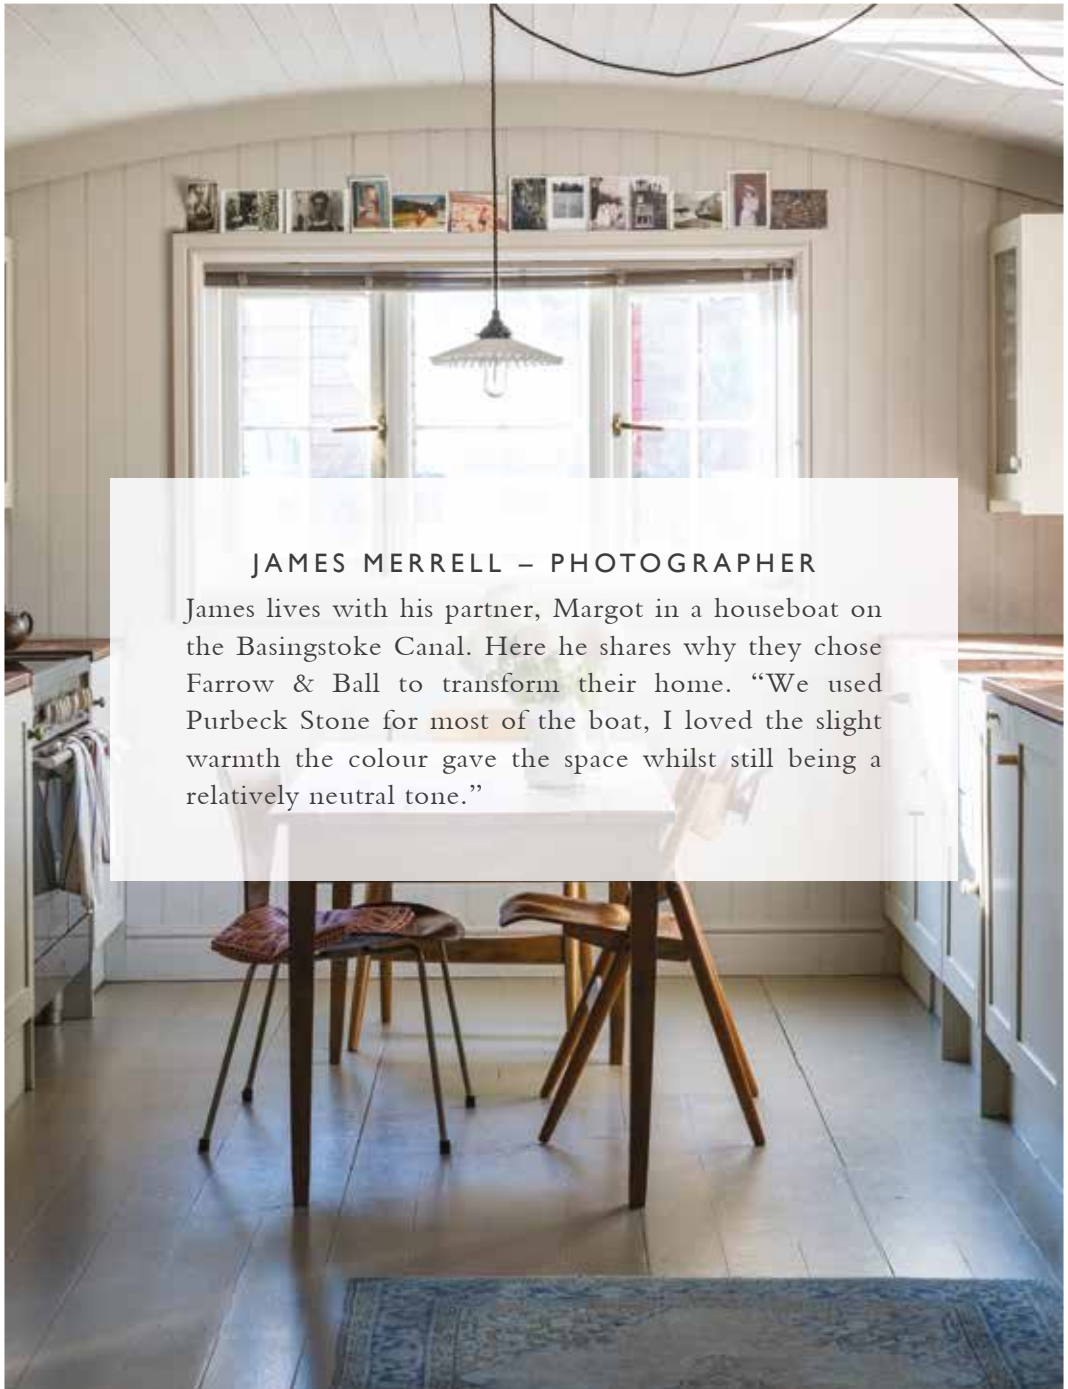 JAMES MERRELL – PHOTOGRAPHER
James lives with his partner, Margot in a houseboat on
the Basingstoke Canal. Here he shares why they chose
Farrow & Ball to transform their home. “We used
Purbeck Stone for most of the boat, I loved the slight
warmth the colour gave the space whilst still being a
relatively neutral tone.”